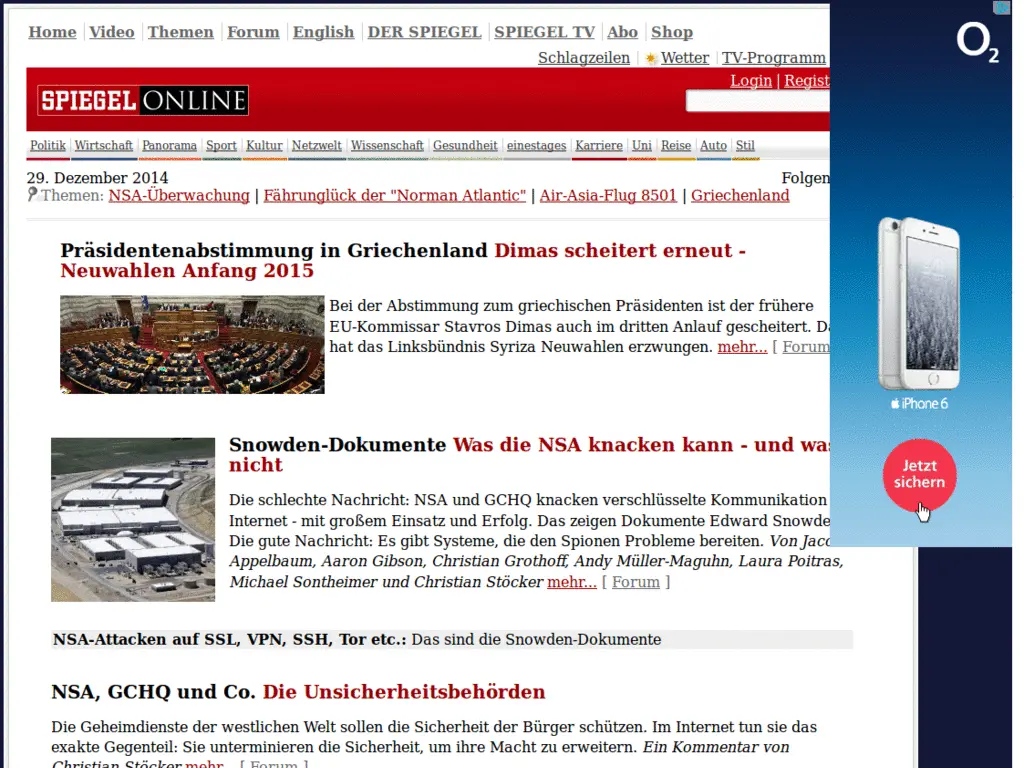 Home Video Themen Forum English DER SPIEGEL SPIEGEL TV Abo Shop
Schlagzeilen Wetter TV-Programm
Login | Regist
SPIEGEL ONLINE
Politik Wirtschaft Panorama Sport Kultur Netzwelt Wissenschaft Gesundheit einestages Karriere Uni Reise Auto Stil
29. Dezember 2014 Folgen
Themen: NSA-Überwachung | Fährunglück der "Norman Atlantic" | Air-Asia-Flug 8501 | Griechenland
Präsidentenabstimmung in Griechenland Dimas scheitert erneut -
Neuwahlen Anfang 2015
Bei der Abstimmung zum griechischen Präsidenten ist der frühere
EU-Kommissar Stavros Dimas auch im dritten Anlauf gescheitert. Da
hat das Linksbündnis Syriza Neuwahlen erzwungen. mehr... [ Forum
Snowden-Dokumente Was die NSA knacken kann - und was
nicht
Die schlechte Nachricht: NSA und GCHQ knacken verschlüsselte Kommunikation
Internet - mit großem Einsatz und Erfolg. Das zeigen Dokumente Edward Snowde
Die gute Nachricht: Es gibt Systeme, die den Spionen Probleme bereiten. Von Jaco
Appelbaum, Aaron Gibson, Christian Grothoff, Andy Müller-Maguhn, Laura Poitras,
Michael Sontheimer und Christian Stöcker mehr... [ Forum ]
NSA-Attacken auf SSL, VPN, SSH, Tor etc.: Das sind die Snowden-Dokumente
NSA, GCHQ und Co. Die Unsicherheitsbehörden
Die Geheimdienste der westlichen Welt sollen die Sicherheit der Bürger schützen. Im Internet tun sie das
exakte Gegenteil: Sie unterminieren die Sicherheit, um ihre Macht zu erweitern. Ein Kommentar von
Christian Stöcker mehr... [ Forum ]
O2
iPhone 6
Jetzt
sichern